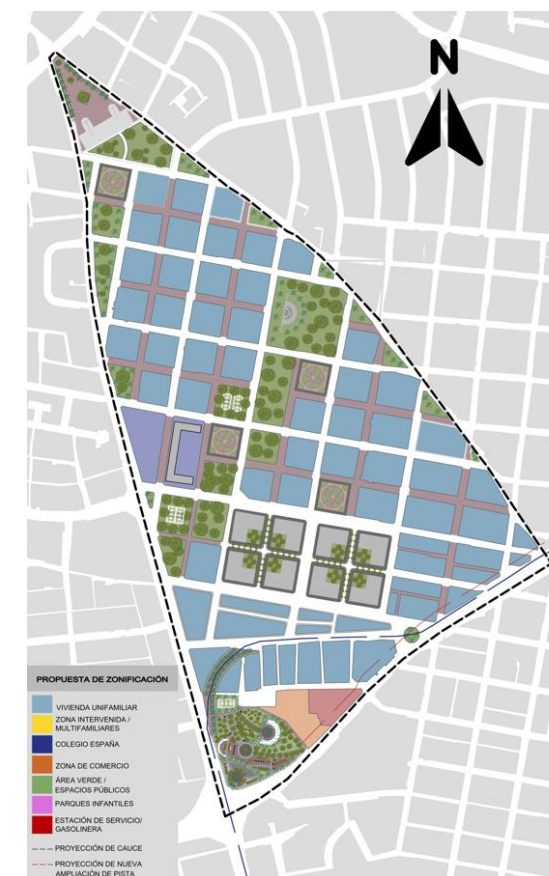 N
PROPUESTA DE ZONIFICACIÓN
VIVIENDA UNIFAMILIAR
ZONA INTERVENIDA /
MULTIFAMILIARES
COLEGIO ESPAÑA
ZONA DE COMERCIO
ÁREA VERDE /
ESPACIOS PÚBLICOS
PARQUES INFANTILES
ESTACIÓN DE SERVICIO/
GASOLINERA
PROYECCIÓN DE CAUCE
PROYECCIÓN DE NUEVA
AMPLIACIÓN DE PISTA